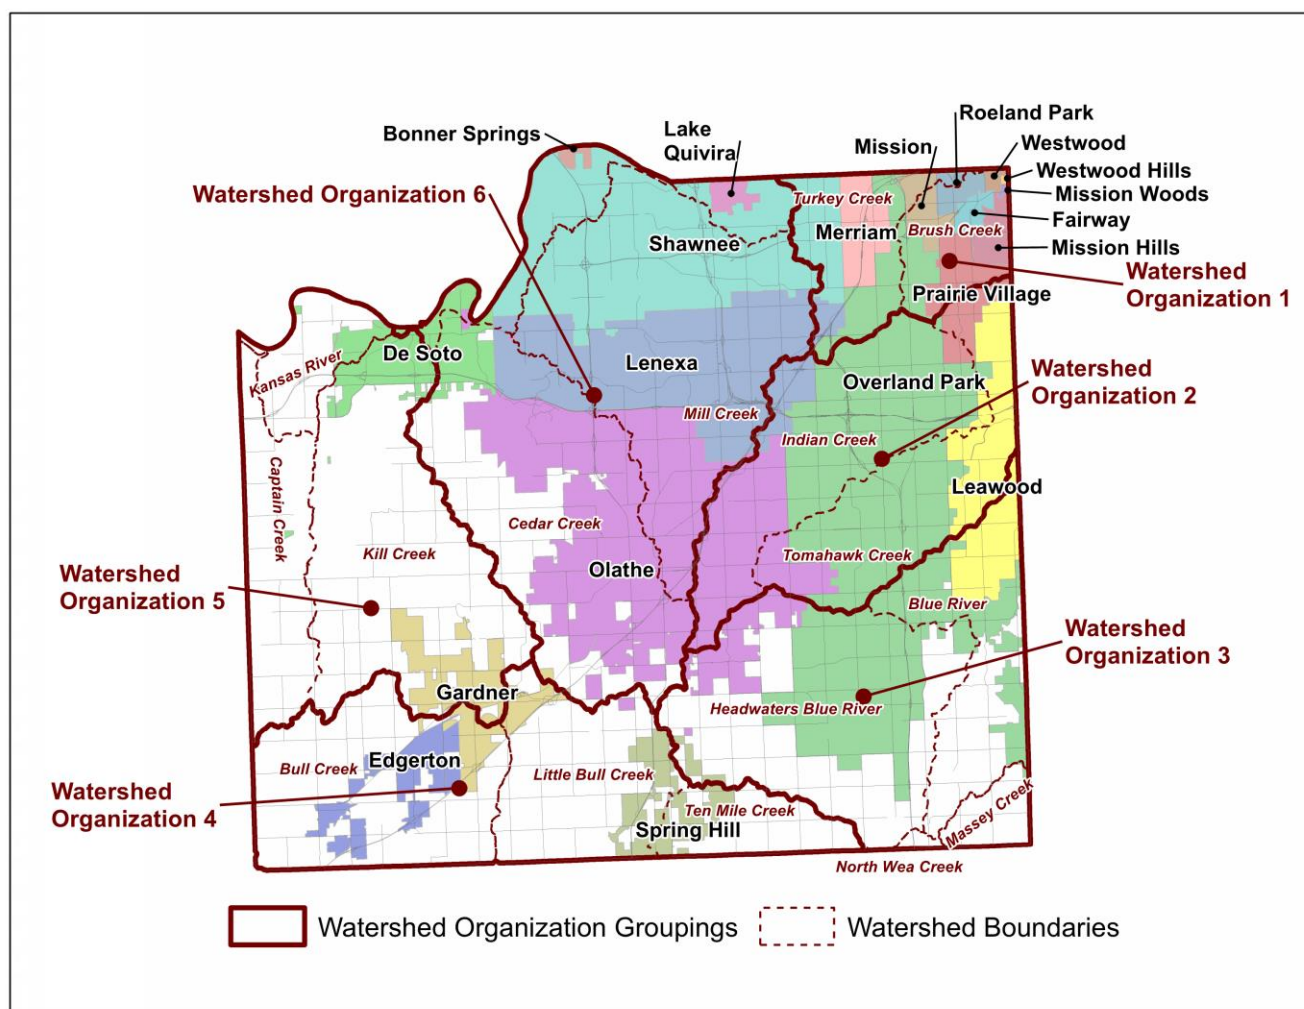 Roeland Park
Bonner Springs
Lake
Quivira
Mission
Westwood
Westwood Hills
Watershed Organization 6
Turkey Creek
Mission Woods
Fairway
Merriam
Brush Creek
Shawnee
Mission Hills
Watershed
Organization 1
Prairie Village
De Soto
Kansas River
Lenexa
Overland Park
Watershed
Organization 2
Mill Creek
Indian Creek
Captain Creek
Leawood
Cedar Creek
Kill Creek
Tomahawk Creek
Olathe
Watershed
Organization 5
Blue River
Watershed
Organization 3
Gardner
Headwaters Blue River
Edgerton
Bull Creek
Little Bull Creek
Watershed
Organization 4
Ten Mile Creek
Massey Creek
Spring Hill
North Wea Creek
Watershed Organization Groupings
Watershed Boundaries